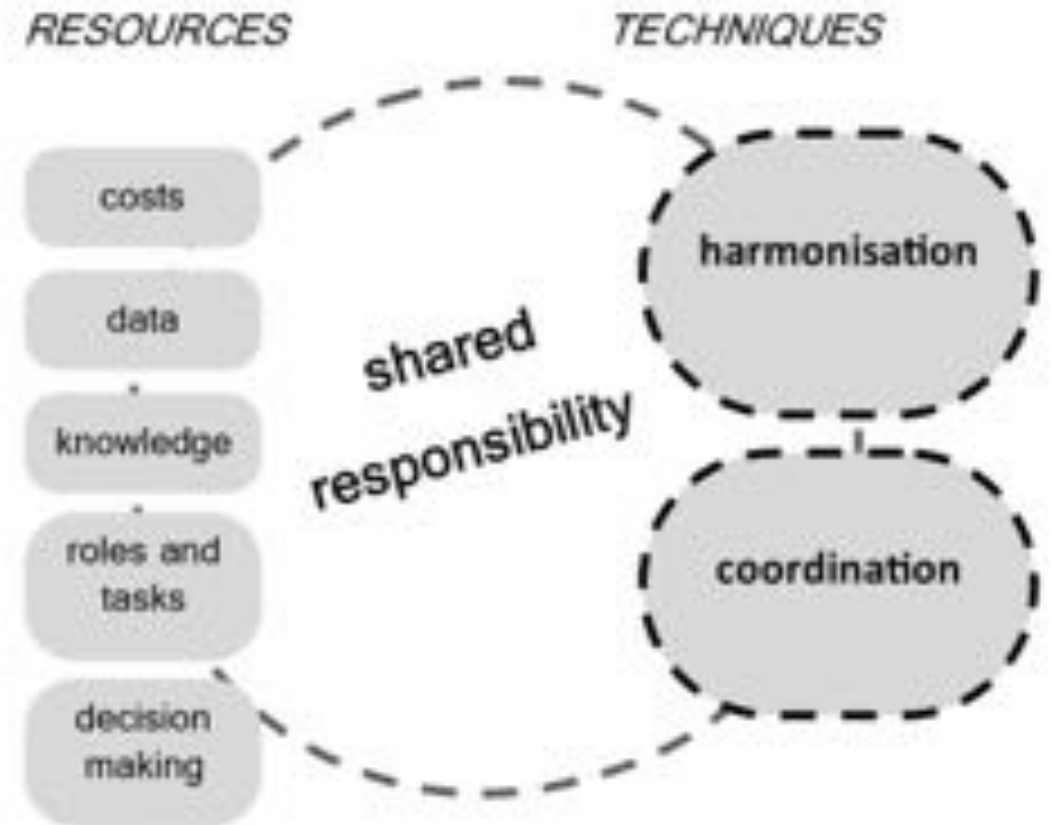 RESOURCES
TECHNIQUES
costs
data
knowledge
roles and
tasks
decision
making
shared
responsibility
harmonisation
coordination